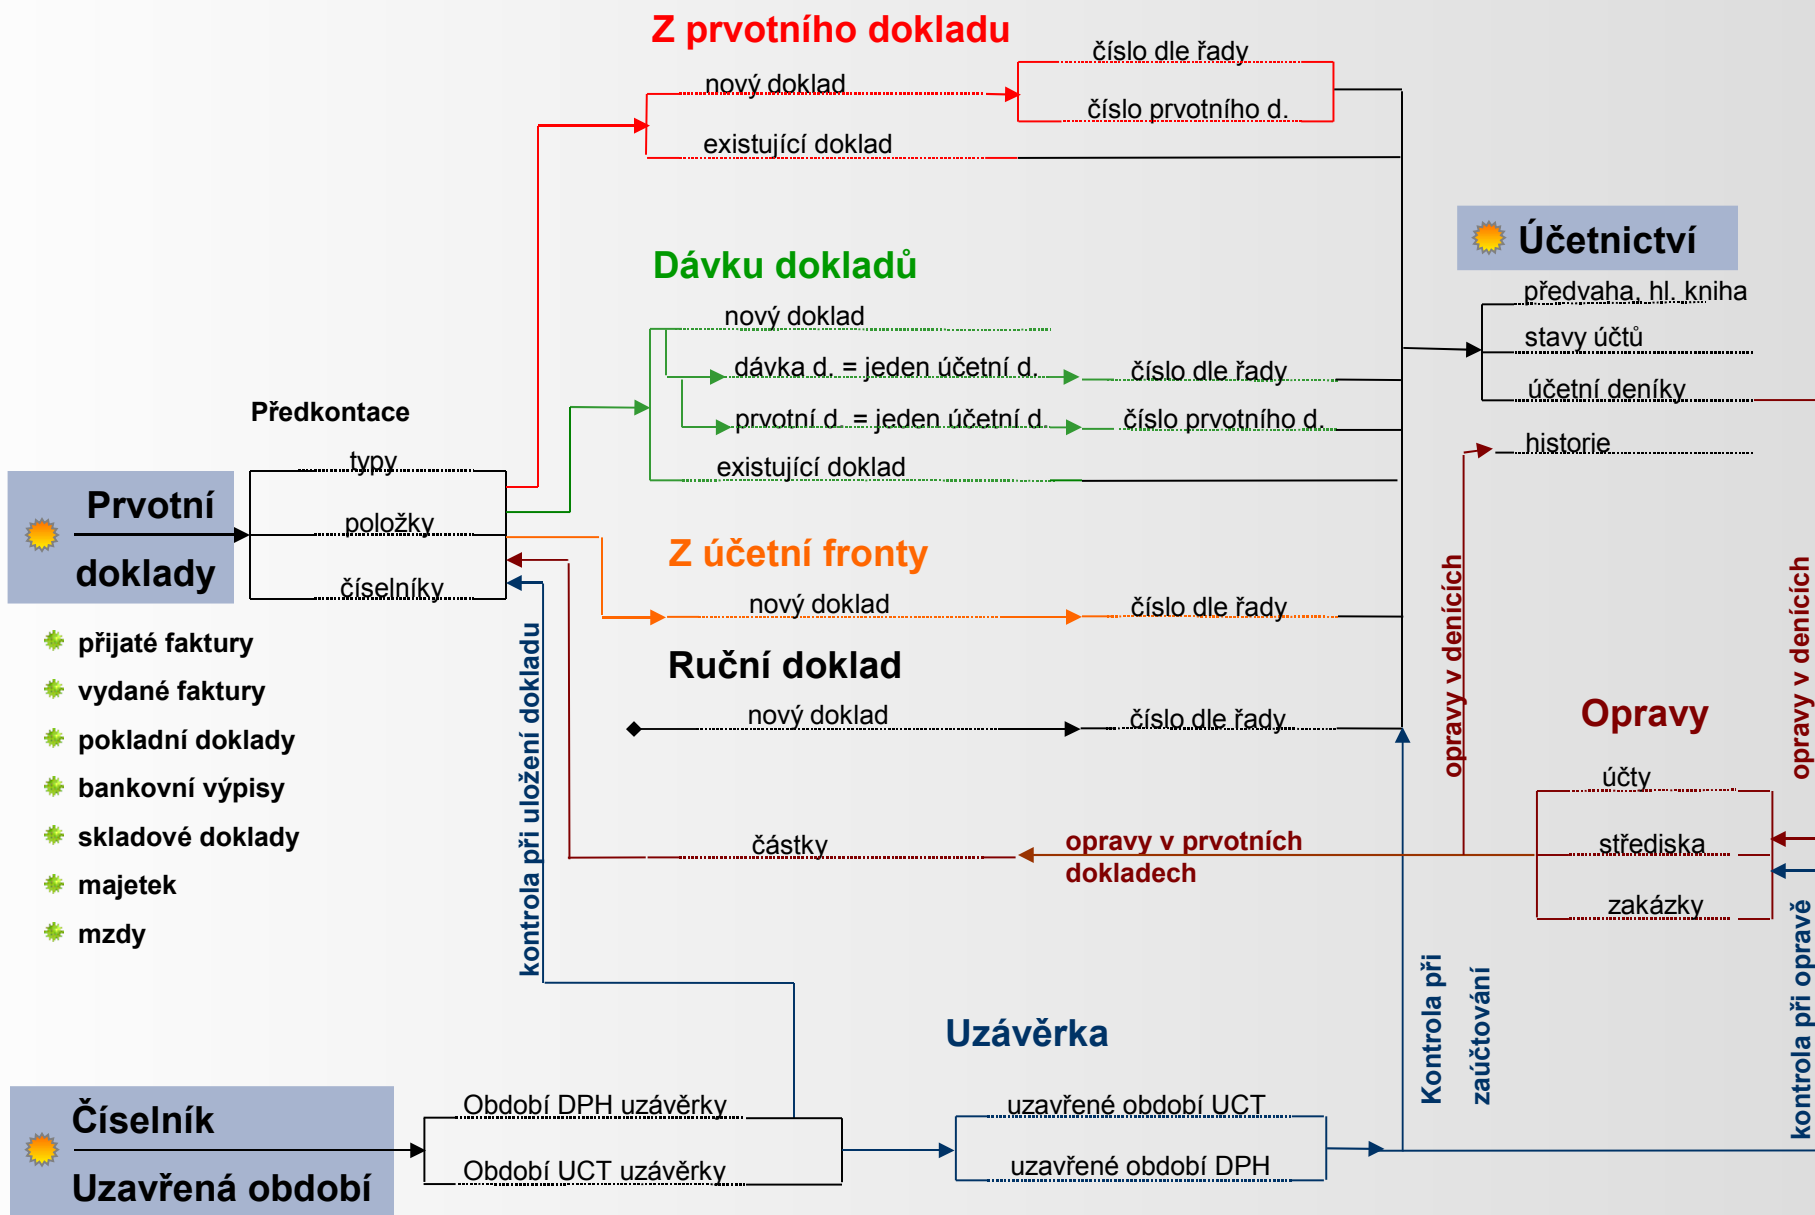 Z prvotního dokladu
číslo dle řady
nový doklad
číslo prvotního d.
existující doklad
Účetnictví
Dávku dokladů
předvaha, hl. kniha
nový doklad
stavy účtů
dávka d. = jeden účetní d.
číslo dle řady
účetní deníky
Předkontace
prvotní d. = jeden účetní d.
číslo prvotního d.
historie
typy
existující doklad
Prvotní
doklady
položky
číselníky
Z účetní fronty
nový doklad
číslo dle řady
opravy v denících
opravy v denících
přijaté faktury
vydané faktury
pokladní doklady
bankovní výpisy
skladové doklady
majetek
mzdy
kontrola při uložení dokladu
Ruční doklad
nový doklad
číslo dle řady
Opravy
účty
střediska
zakázky
částky
opravy v prvotních
dokladech
Kontrola při
zaúčtování
kontrola při opravě
Uzávěrka
Číselník
Uzavřená období
Období DPH uzávěrky
Období UCT uzávěrky
uzavřené období UCT
uzavřené období DPH